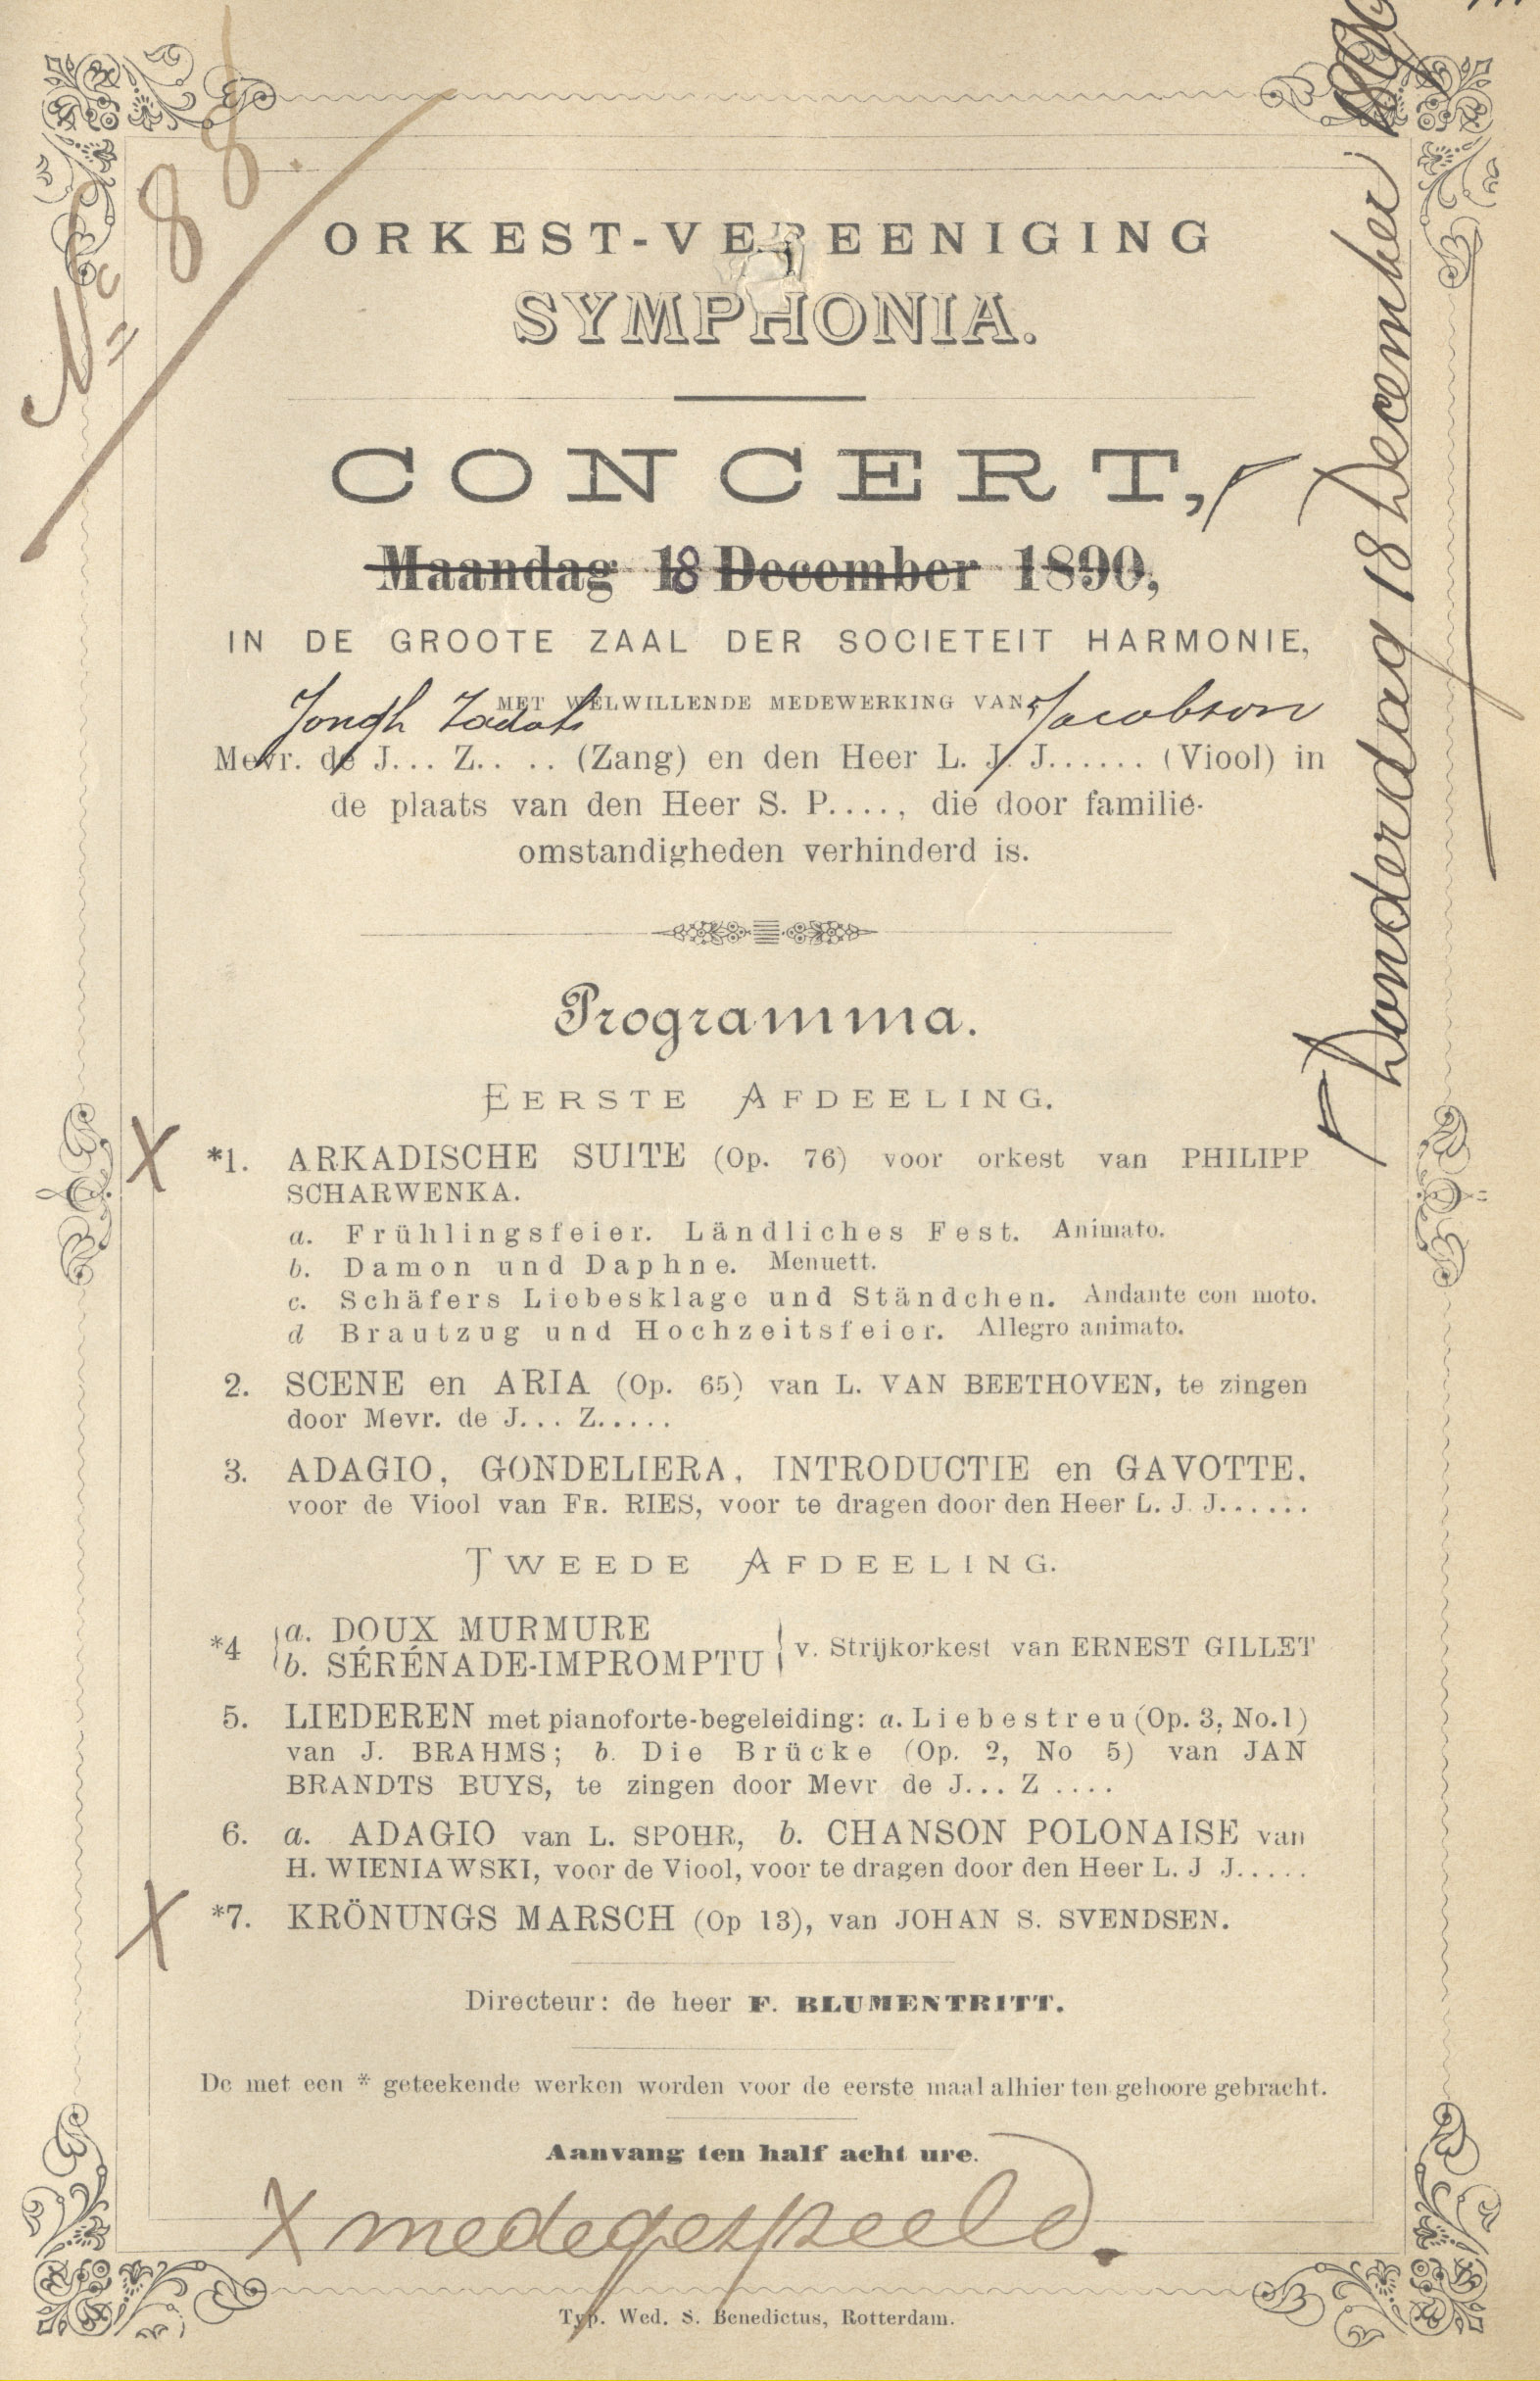 No 88.
ORKEST-VEREENIGING
SYMPHONIA.
CONCERT,
Maandag 18 December 1890,
Donderdag 18 December 1890
IN DE GROOTE ZAAL DER SOCIETEIT HARMONIE,
MET WELWILLENDE MEDEWERKING VAN
Jongh Jacobson
Mevr. de J... Z.. .. (Zang) en den Heer L. J. J...... (Viool) in
de plaats van den Heer S. P...., die door familie-
omstandigheden verhinderd is.
Programma.
EERSTE AFDEELING.
X *1. ARKADISCHE SUITE (Op. 76) voor orkest van PHILIPP
SCHARWENKA.
a. Frühlingsfeier. Ländliches Fest. Animato.
b. Damon und Daphne. Menuett.
c. Schäfers Liebesklage und Ständchen. Andante con moto.
d Brautzug und Hochzeitsfeier. Allegro animato.
2. SCENE en ARIA (Op. 65) van L. VAN BEETHOVEN, te zingen
door Mevr. de J... Z.....
3. ADAGIO, GONDELIERA, INTRODUCTIE en GAVOTTE,
voor de Viool van FR. RIES, voor te dragen door den Heer L. J. J......
TWEEDE AFDEELING.
*4 a. DOUX MURMURE
b. SÉRÉNADE-IMPROMPTU v. Strijkorkest van ERNEST GILLET
5. LIEDEREN met pianoforte-begeleiding: a. Liebestreu (Op. 3, No. 1)
van J. BRAHMS; b. Die Brücke (Op. 2, No 5) van JAN
BRANDTS BUYS, te zingen door Mevr de J... Z ....
6. a. ADAGIO van L. SPOHR, b. CHANSON POLONAISE van
H. WIENIAWSKI, voor de Viool, voor te dragen door den Heer L. J J.....
X *7. KRÖNUNGS MARSCH (Op 13), van JOHAN S. SVENDSEN.
Directeur: de heer F. BLUMENTRITT.
De met een * geteekende werken worden voor de eerste maal alhier ten gehoore gebracht.
Aanvang ten half acht ure.
X medegespeeld.
Typ. Wed. S. Benedictus, Rotterdam.